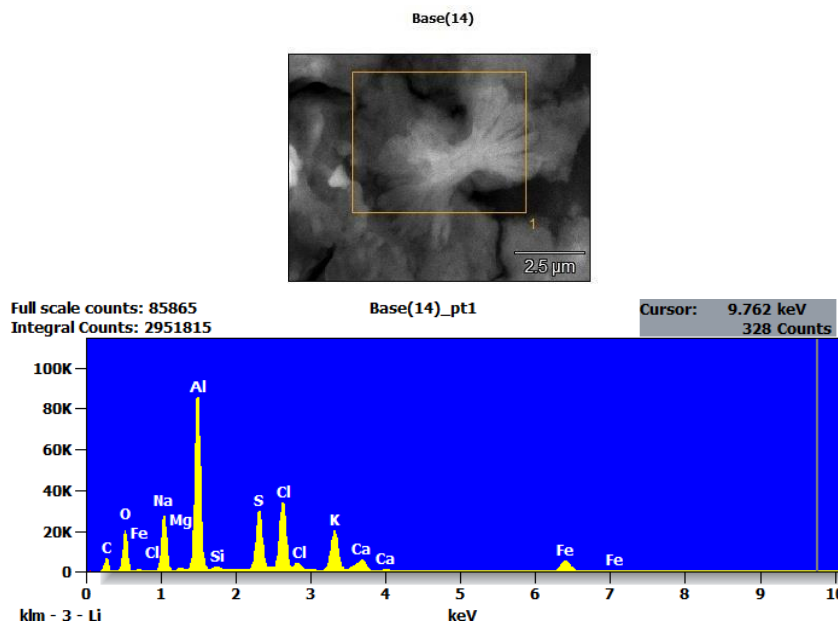 Base(14)
1
2.5 µm
Full scale counts: 85865
Integral Counts: 2951815
Base(14)_pt1
Cursor: 9.762 keV
328 Counts
100K
80K
60K
40K
20K
0
C
O
Fe
Cl
Na
Mg
Al
Si
S
Cl
Cl
K
Ca
Ca
Fe
Fe
0 1 2 3 4 5 6 7 8 9 10
klm - 3 - Li
keV